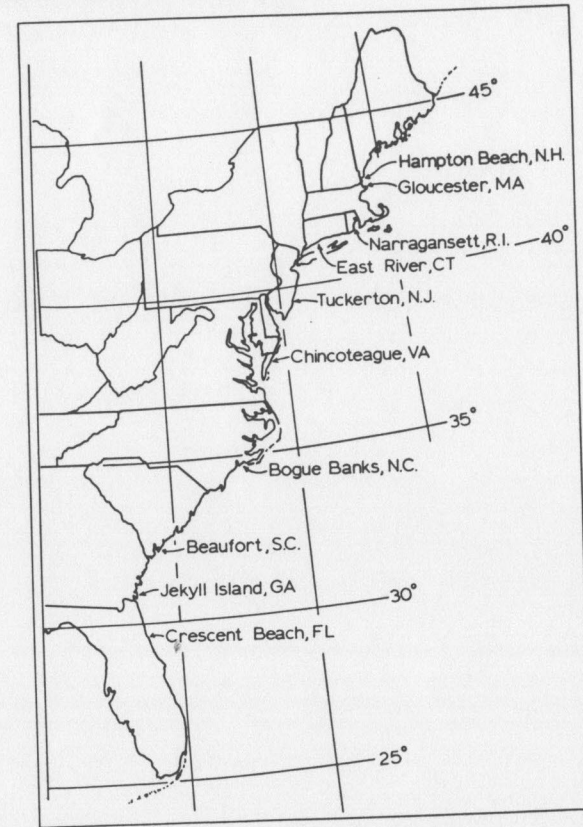 45°
Hampton Beach, N.H.
Gloucester, MA
Narragansett, R.I.
40°
East River, CT
Tuckerton, N.J.
Chincoteague, VA
35°
Bogue Banks, N.C.
Beaufort, S.C.
Jekyll Island, GA
30°
Crescent Beach, FL
25°